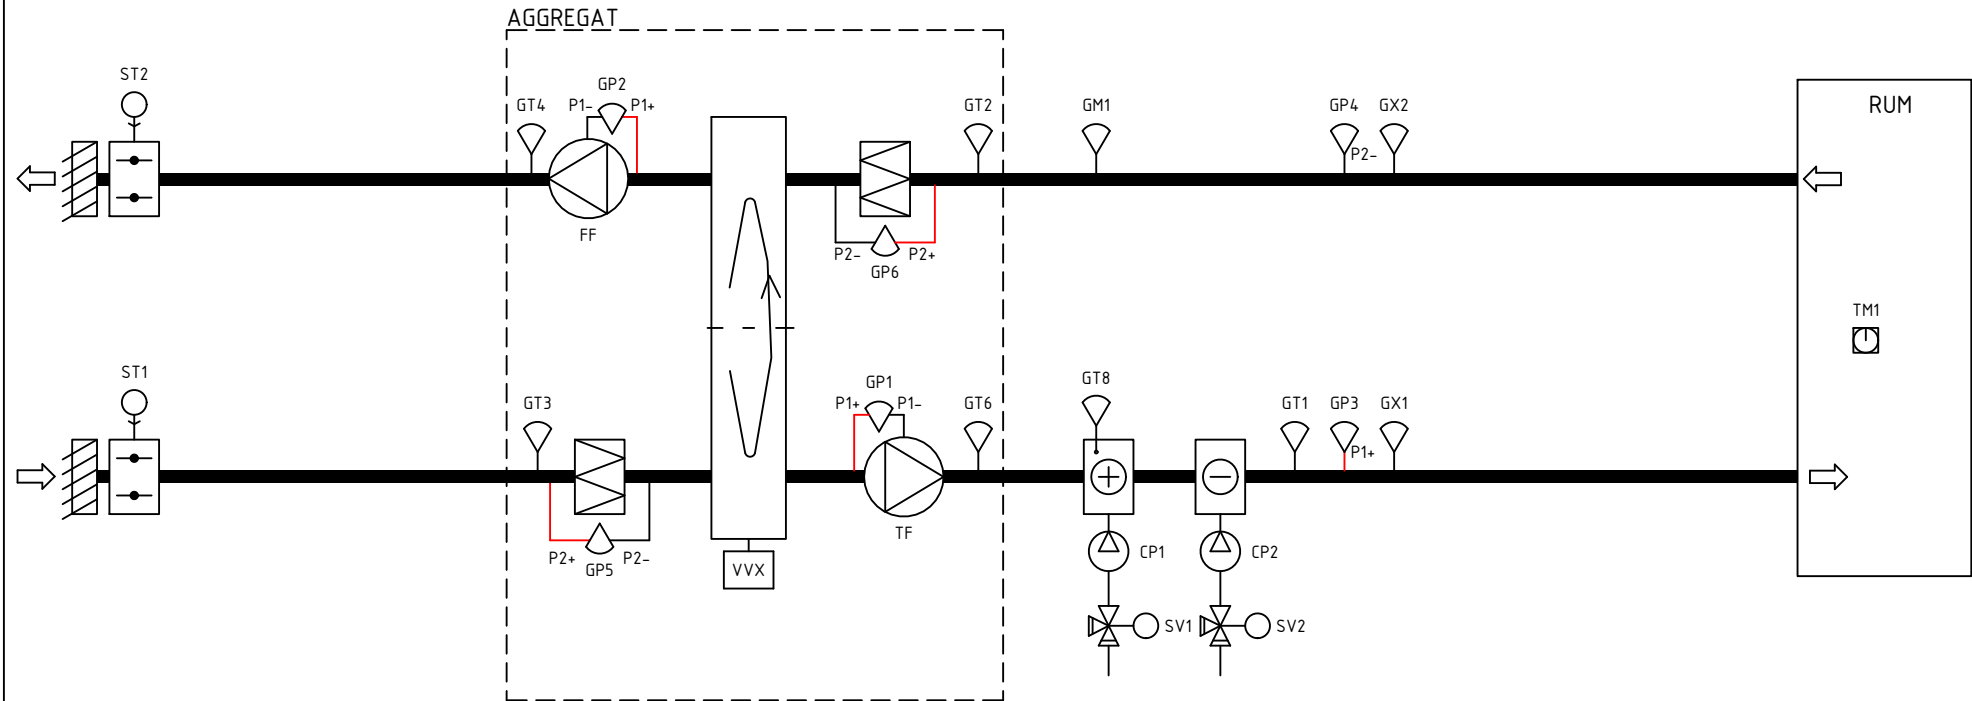 AGGREGAT
ST2
GP2
GT4
P1-
P1+
GT2
GM1
GP4
GX2
RUM
P2-
FF
P2-
P2+
GP6
TM1
ST1
GT8
GP1
GT3
P1+
P1-
GT6
GT1
GP3
GX1
P1+
TF
P2+
P2-
GP5
VVX
CP1
CP2
SV1
SV2